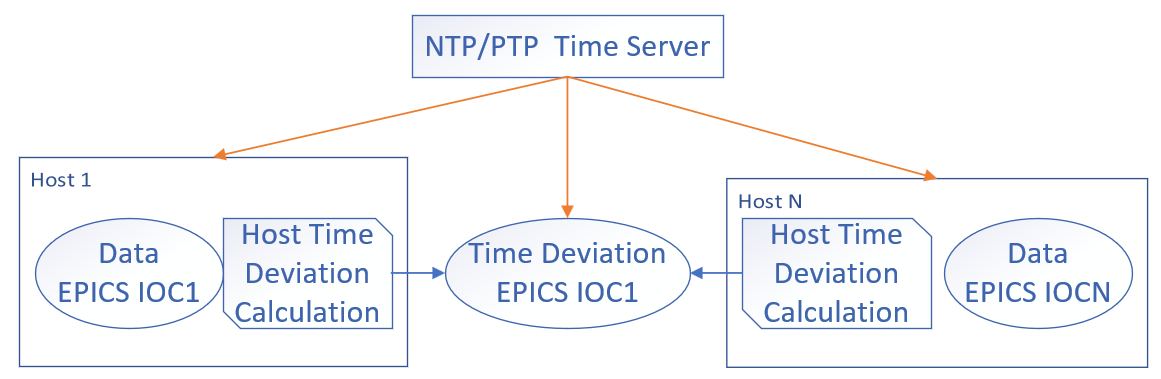 NTP/PTP  Time Server
Host 1
Data
EPICS IOC1
Host Time
Deviation
Calculation
Time Deviation
EPICS IOC1
Host N
Host Time
Deviation
Calculation
Data
EPICS IOCN